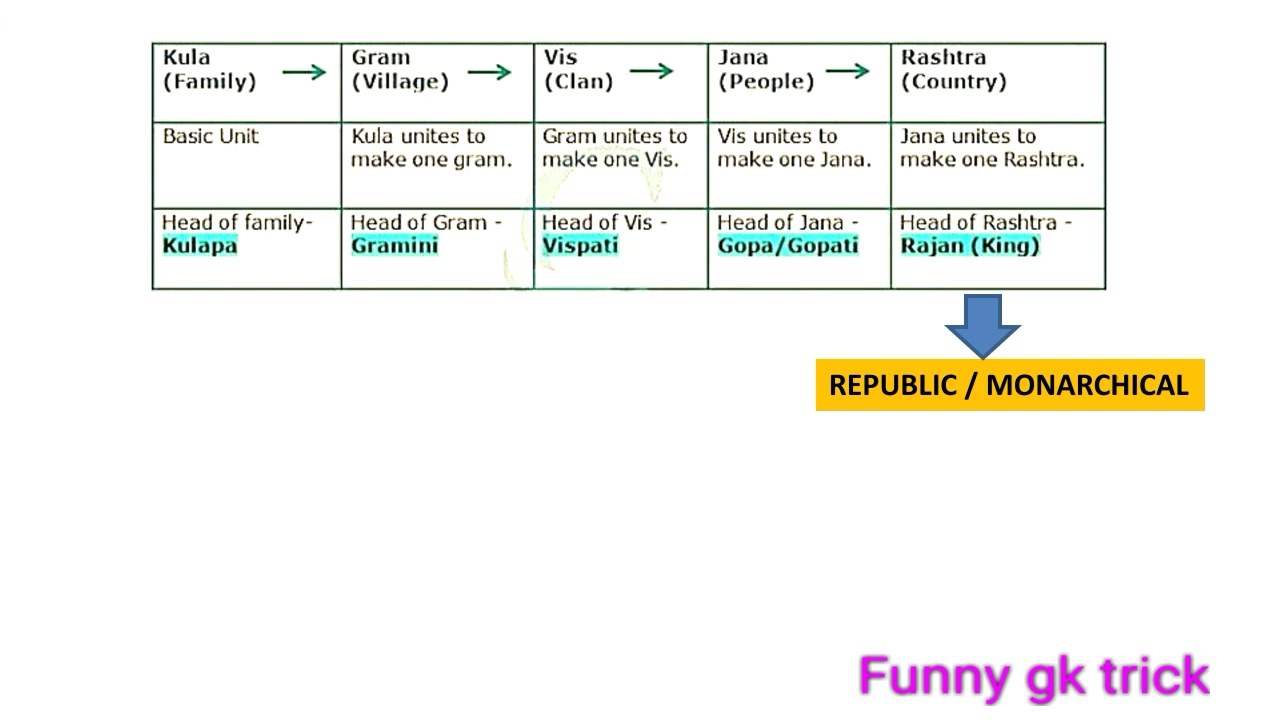 Kula
(Family)
Gram
(Village)
Vis
(Clan)
Jana
(People)
Rashtra
(Country)
Basic Unit
Kula unites to
make one gram.
Gram unites to
make one Vis.
Vis unites to
make one Jana.
Jana unites to
make one Rashtra.
Head of family-
Kulapa
Head of Gram -
Gramini
Head of Vis -
Vispati
Head of Jana -
Gopa/Gopati
Head of Rashtra -
Rajan (King)
REPUBLIC / MONARCHICAL
Funny gk trick